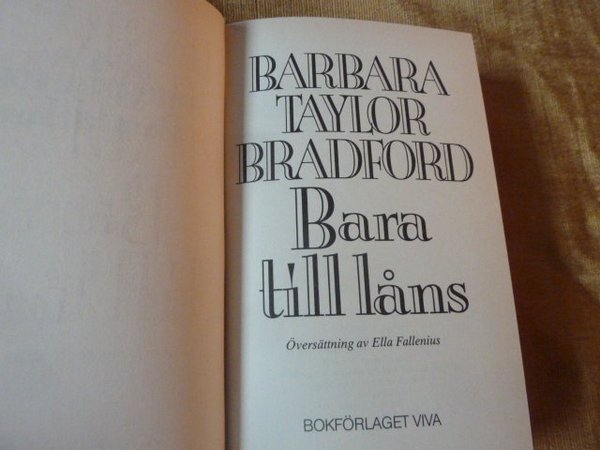 BARBARA
TAYLOR
BRADFORD
Bara
till låns
Översättning av Ella Fallenius
BOKFÖRLAGET VIVA